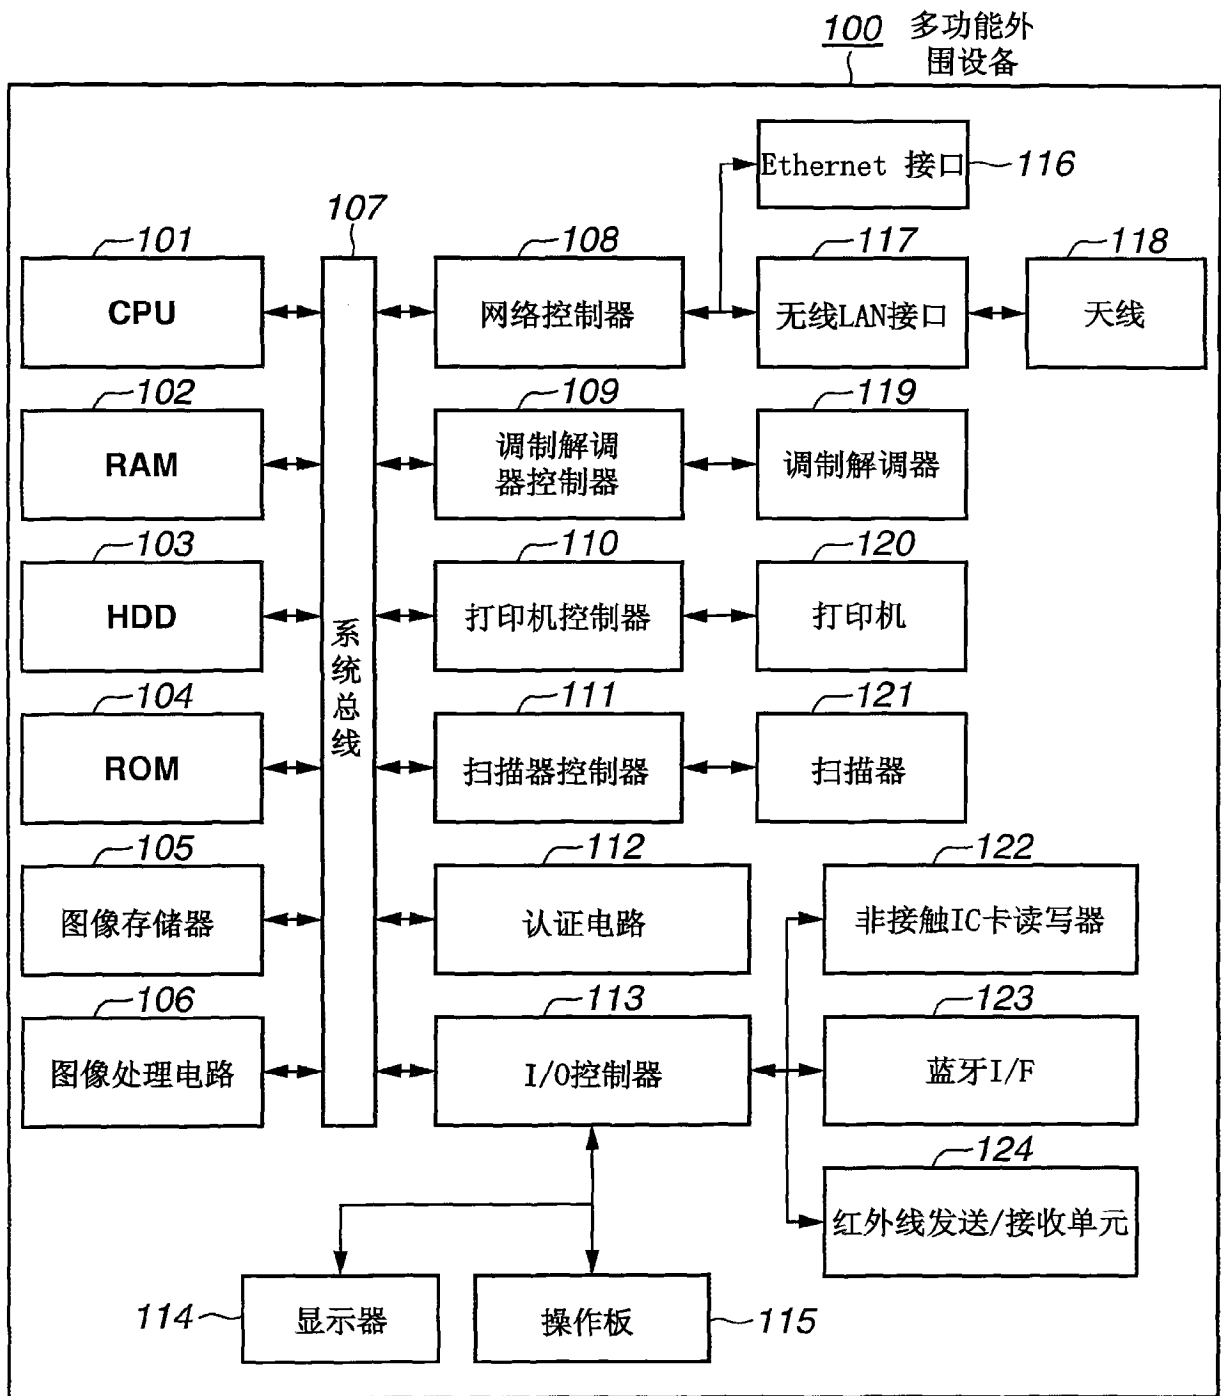 100 多功能外
围设备
Ethernet 接口
116
107
101
CPU
108
网络控制器
117
无线LAN接口
118
天线
102
RAM
109
调制解调
器控制器
119
调制解调器
103
HDD
110
打印机控制器
120
打印机
系
统
总
线
104
ROM
111
扫描器控制器
121
扫描器
105
图像存储器
112
认证电路
122
非接触IC卡读写器
106
图像处理电路
113
I/O控制器
123
蓝牙I/F
124
红外线发送/接收单元
114
显示器
操作板
115